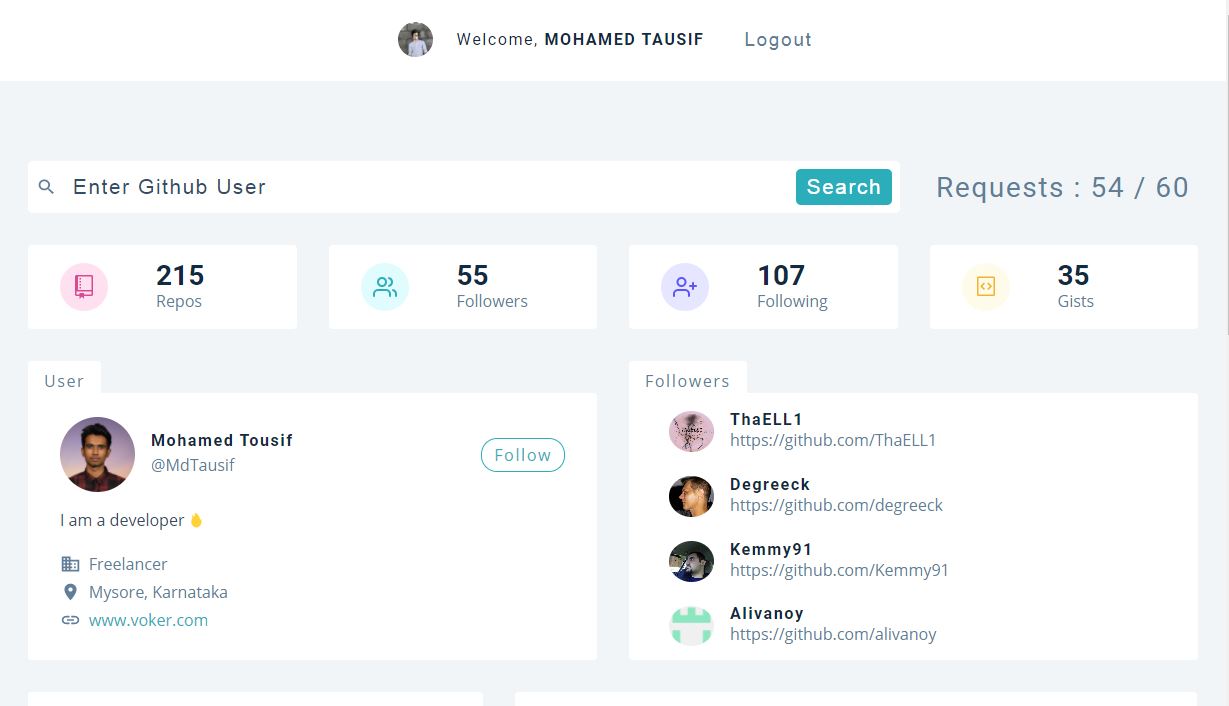 Welcome, MOHAMED TAUSIF Logout
Enter Github User Search Requests : 54 / 60
215
Repos
55
Followers
107
Following
35
Gists
User
Mohamed Tousif
@MdTausif
Follow
I am a developer
Freelancer
Mysore, Karnataka
www.voker.com
Followers
ThaELL1
https://github.com/ThaELL1
Degreeck
https://github.com/degreeck
Kemmy91
https://github.com/Kemmy91
Alivanoy
https://github.com/alivanoy